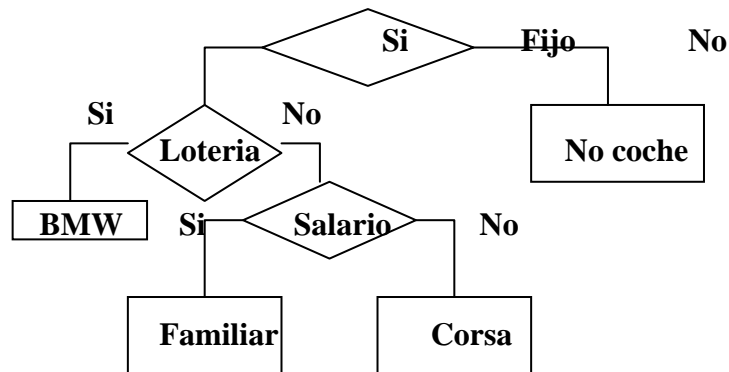 Si Fijo No
Si No
Loteria No coche
BMW Si Salario No
Familiar Corsa